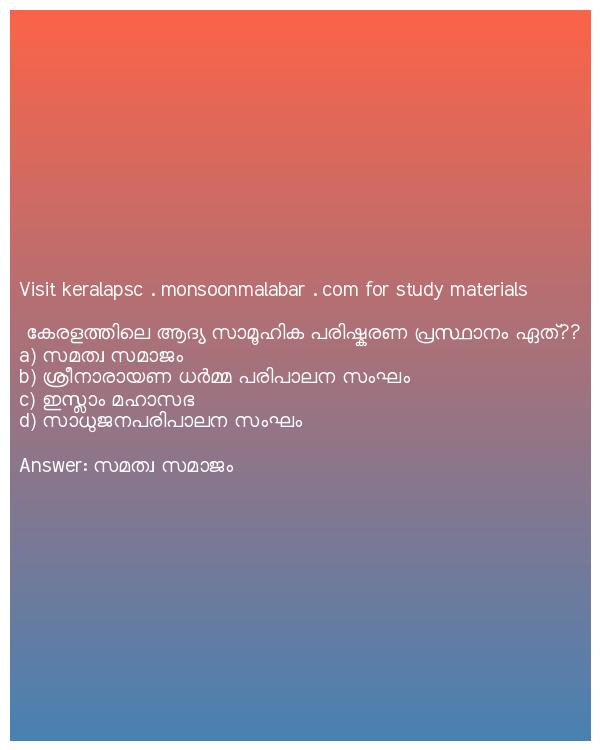 Visit keralapsc . monsoonmalabar . com for study materials
കേരളത്തിലെ ആദ്യ സാമൂഹിക പരിഷ്കരണ പ്രസ്ഥാനം ഏത്??
a) സമത്വ സമാജം
b) ശ്രീനാരായണ ധർമ്മ പരിപാലന സംഘം
c) ഇസ്ലാം മഹാസഭ
d) സാധുജനപരിപാലന സംഘം
Answer: സമത്വ സമാജം